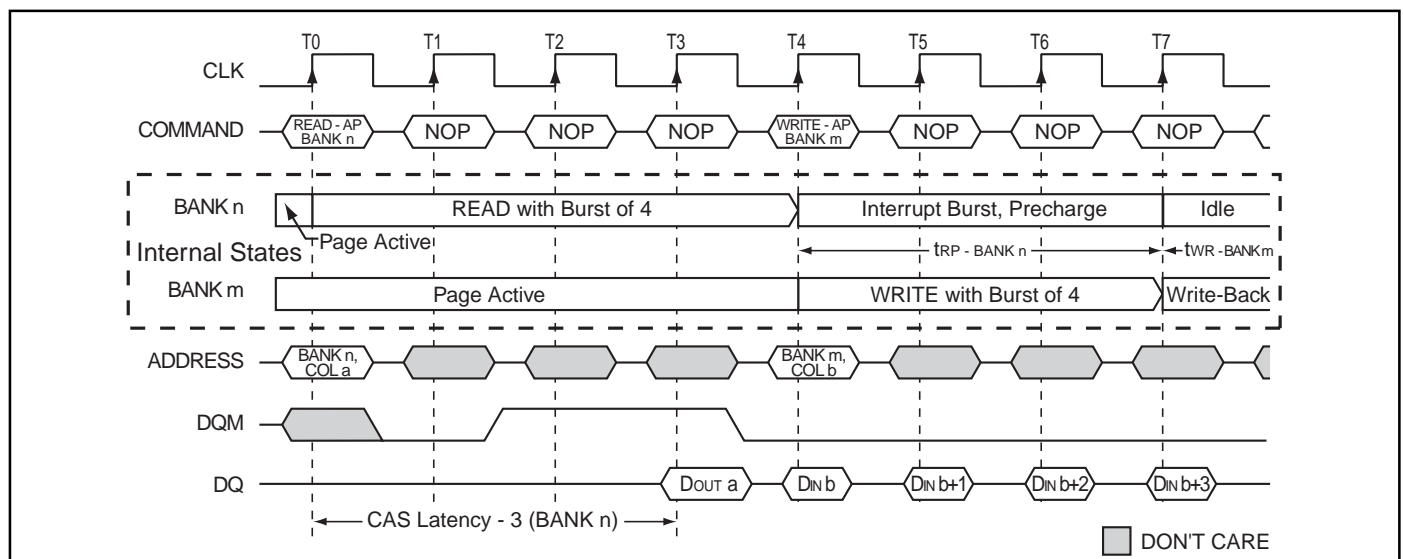 T0 T1 T2 T3 T4 T5 T6 T7
CLK
COMMAND READ - AP BANK n NOP NOP NOP WRITE - AP BANK m NOP NOP NOP
BANK n READ with Burst of 4 Interrupt Burst, Precharge Idle
Page Active
Internal States tRP - BANK n tWR - BANK m
BANK m Page Active WRITE with Burst of 4 Write-Back
ADDRESS BANK n, COL a BANK m, COL b
DQM
DQ DOUT a DIN b DIN b+1 DIN b+2 DIN b+3
CAS Latency - 3 (BANK n)
DON'T CARE